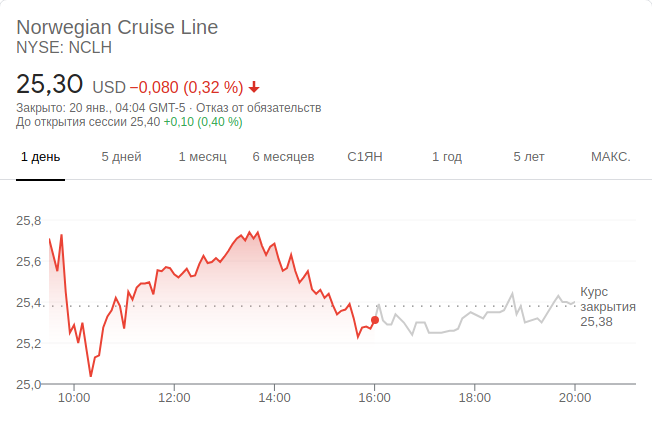 Norwegian Cruise Line
NYSE: NCLH
25,30 USD −0,080 (0,32 %)
Закрыто: 20 янв., 04:04 GMT-5 · Отказ от обязательств
До открытия сессии 25,40 +0,10 (0,40 %)
1 день 5 дней 1 месяц 6 месяцев С1ЯН 1 год 5 лет МАКС.
25,8
25,6
25,4
25,2
25,0
Курс
закрытия
25,38
10:00 12:00 14:00 16:00 18:00 20:00